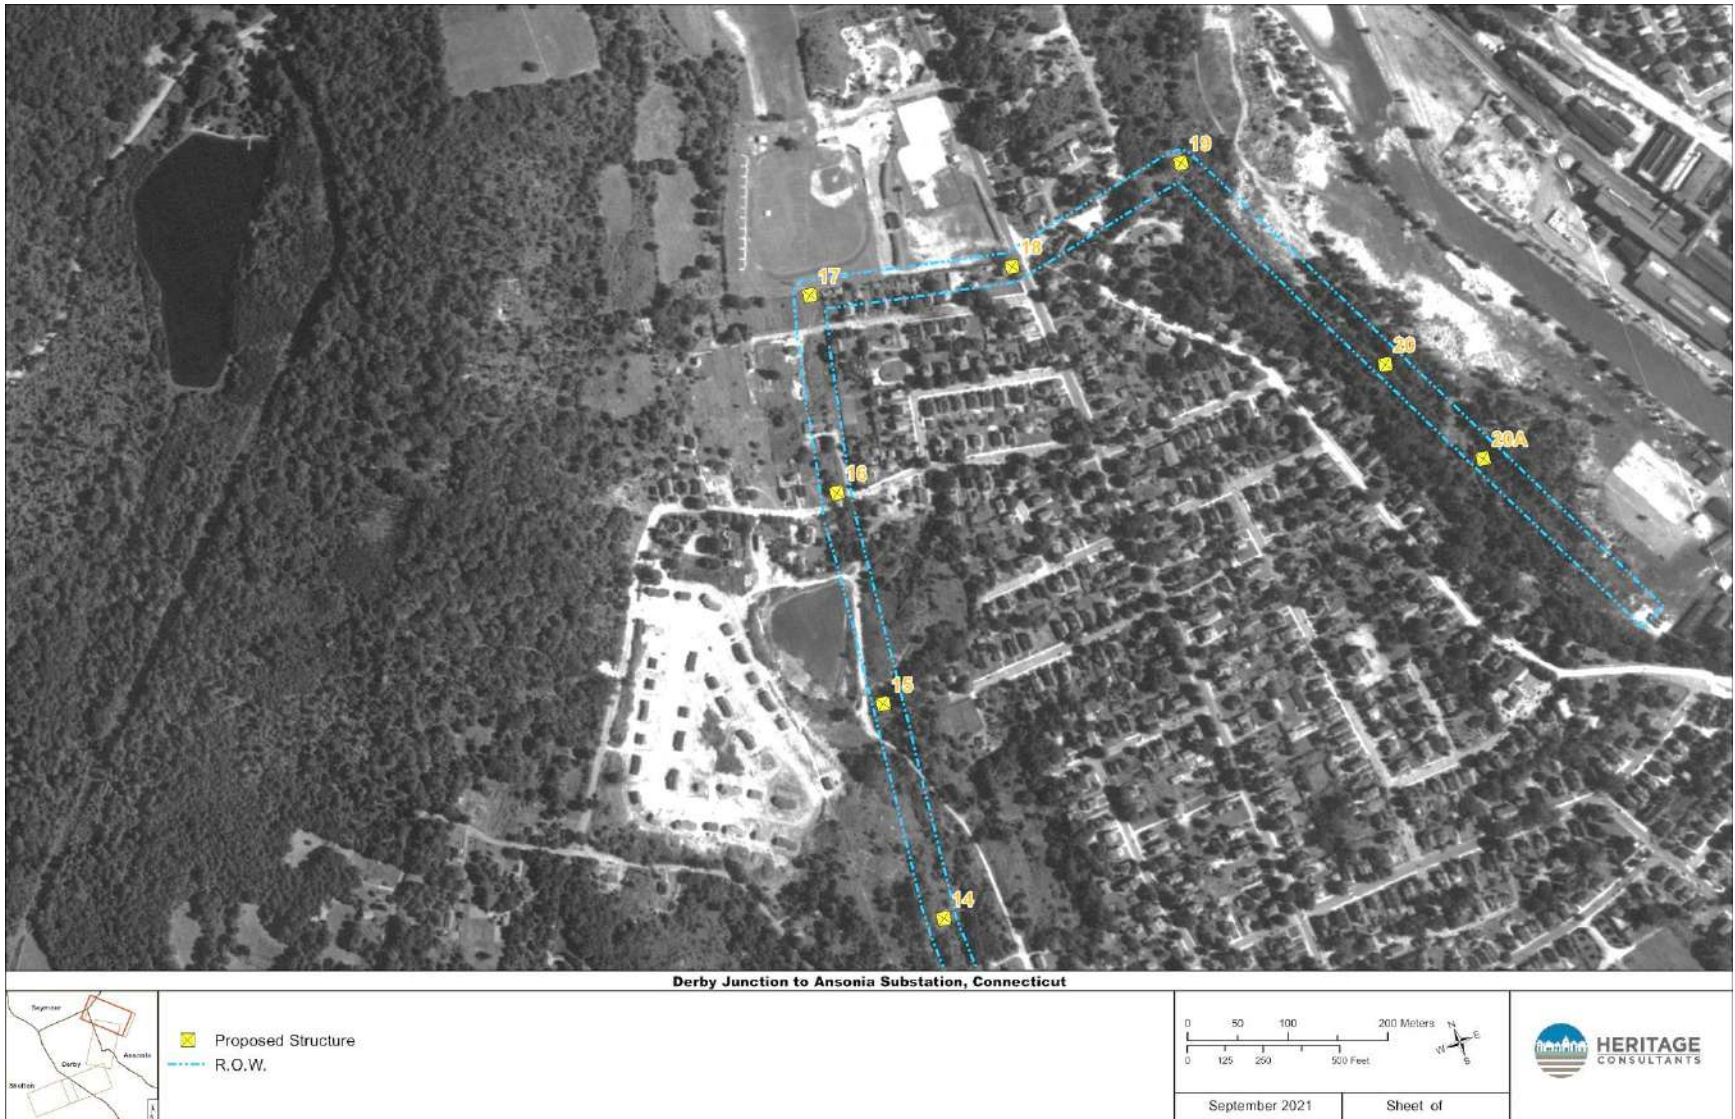 19
18
17
20
20A
16
15
14
Derby Junction to Ansonia Substation, Connecticut
Seymour
Ansonia
Derby
Shelton
Proposed Structure
R.O.W.
0 50 100 200 Meters
0 125 250 500 Feet
N
E
W
S
HERITAGE
CONSULTANTS
September 2021
Sheet of